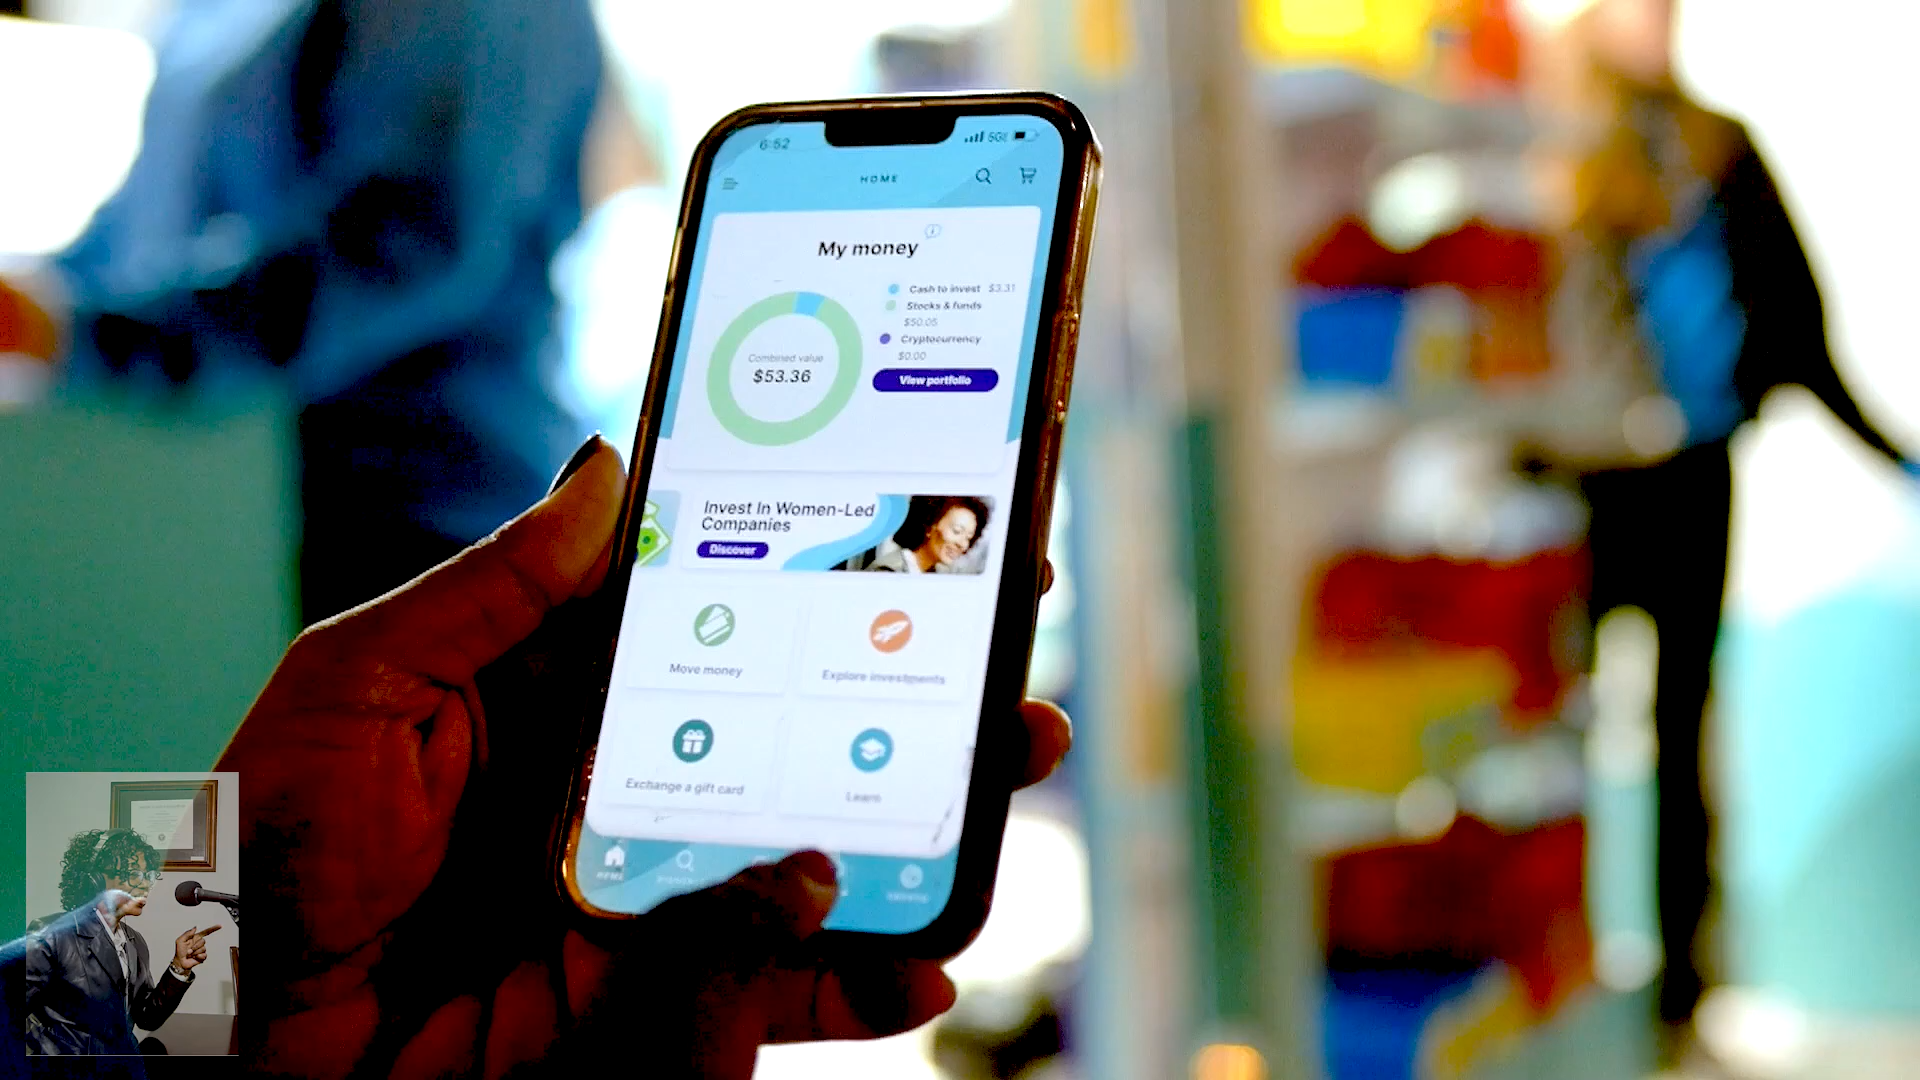 6:52
5G
HOME
My money
Cash to invest $3.31
Stocks & funds
$50.05
Cryptocurrency
$0.00
Combined value
$53.36
View portfolio
Invest In Women-Led
Companies
Discover
Move money
Explore investments
Exchange a gift card
Learn
HOME